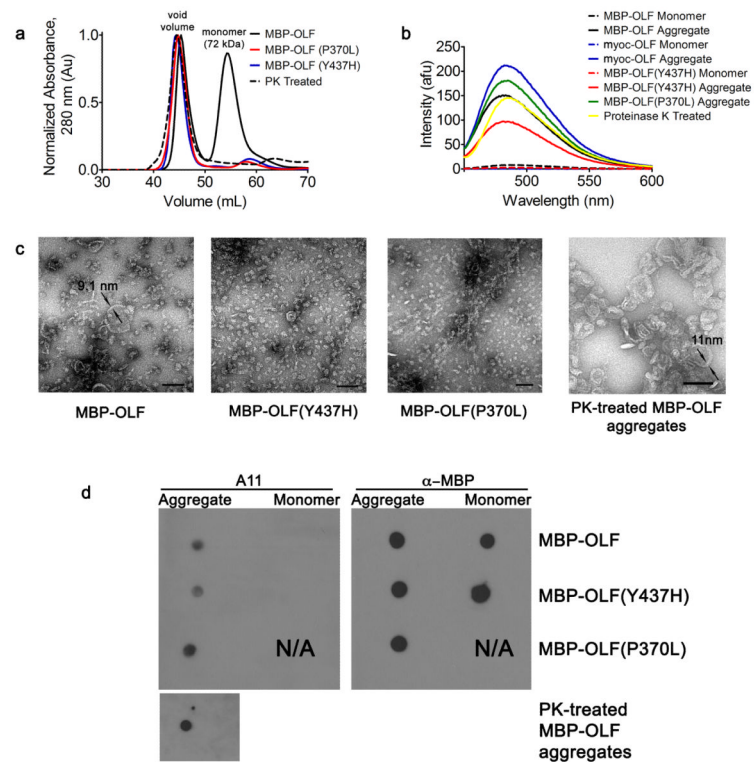 a
void
volume
monomer
(72 kDa)
MBP-OLF
MBP-OLF (P370L)
MBP-OLF (Y437H)
PK Treated
Normalized Absorbance,
280 nm (Au)
1.0
0.5
0.0
30
40
50
60
70
Volume (mL)
b
MBP-OLF Monomer
MBP-OLF Aggregate
myoc-OLF Monomer
myoc-OLF Aggregate
MBP-OLF(Y437H) Monomer
MBP-OLF(Y437H) Aggregate
MBP-OLF(P370L) Aggregate
Proteinase K Treated
Intensity (afu)
250
200
150
100
50
0
500
550
600
Wavelength (nm)
c
9.1 nm
11nm
MBP-OLF
MBP-OLF(Y437H)
MBP-OLF(P370L)
PK-treated MBP-OLF
aggregates
d
A11
α–MBP
Aggregate Monomer Aggregate Monomer
MBP-OLF
MBP-OLF(Y437H)
N/A N/A MBP-OLF(P370L)
PK-treated
MBP-OLF
aggregates